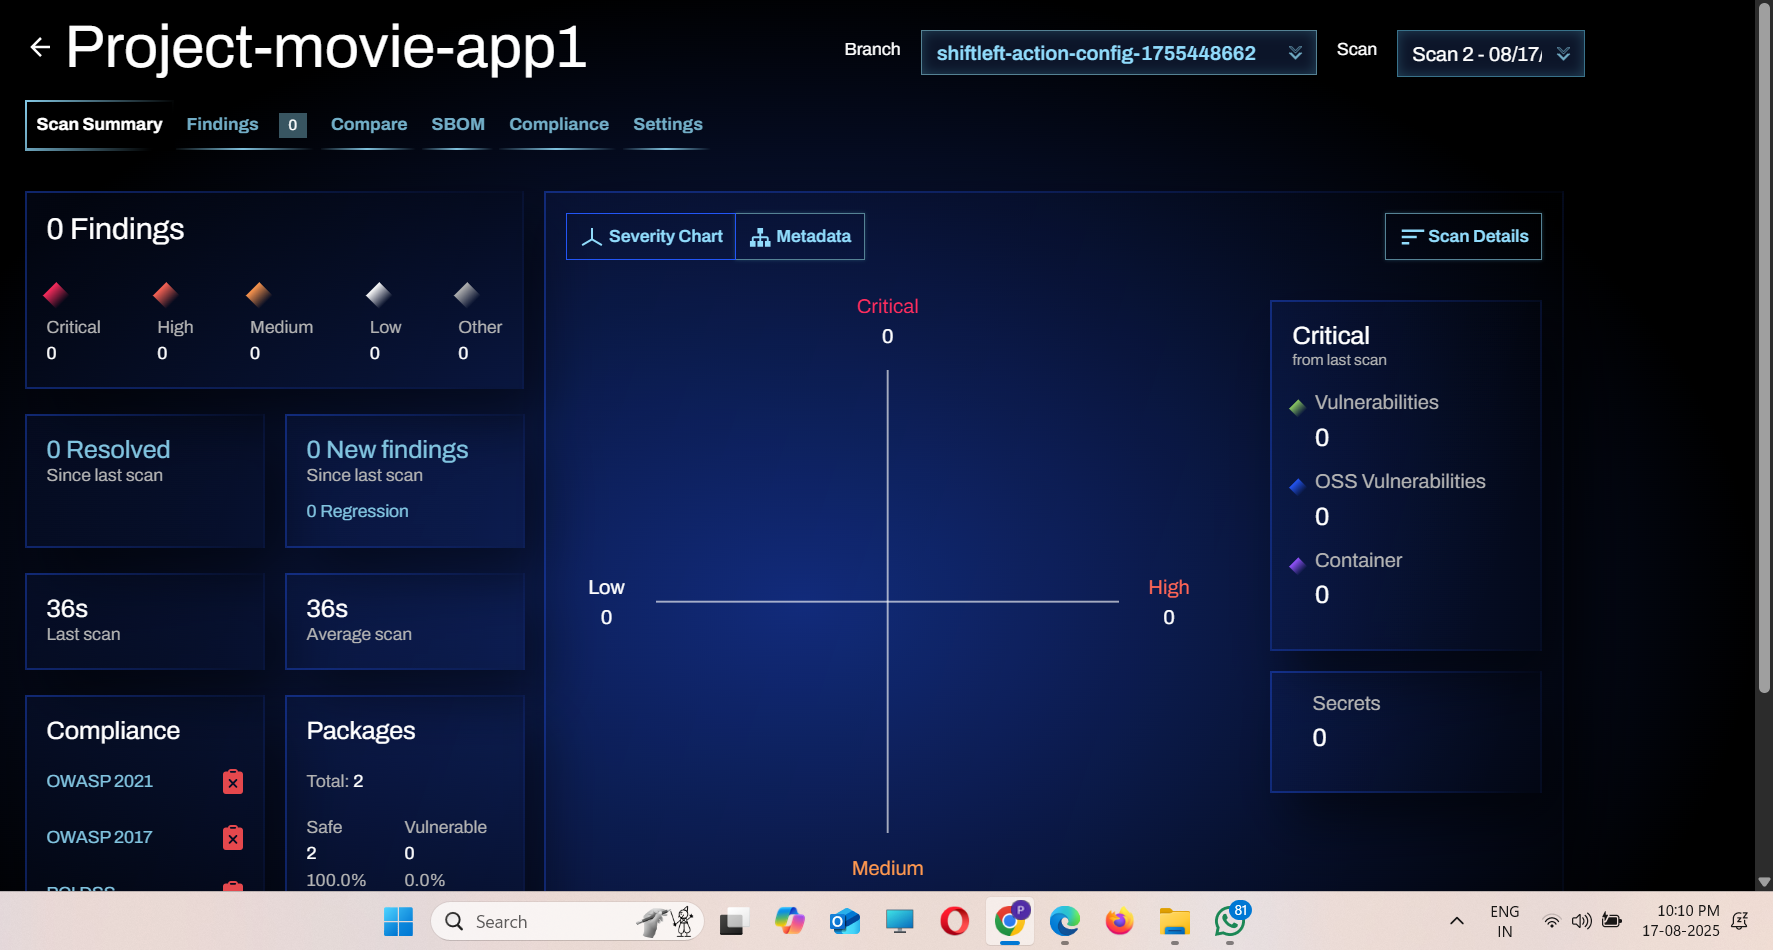 Project-movie-app1
Branch
shiftleft-action-config-1755448662
Scan
Scan 2 - 08/17/
Scan Summary
Findings
0
Compare
SBOM
Compliance
Settings
0 Findings
Critical
0
High
0
Medium
0
Low
0
Other
0
0 Resolved
Since last scan
0 New findings
Since last scan
0 Regression
36s
Last scan
36s
Average scan
Compliance
OWASP 2021
OWASP 2017
Packages
Total: 2
Safe
2
100.0%
Vulnerable
0
0.0%
Severity Chart
Metadata
Scan Details
Critical
0
Low
0
High
0
Medium
Critical
from last scan
Vulnerabilities
0
OSS Vulnerabilities
0
Container
0
Secrets
0
Search
P
81
ENG
IN
10:10 PM
17-08-2025